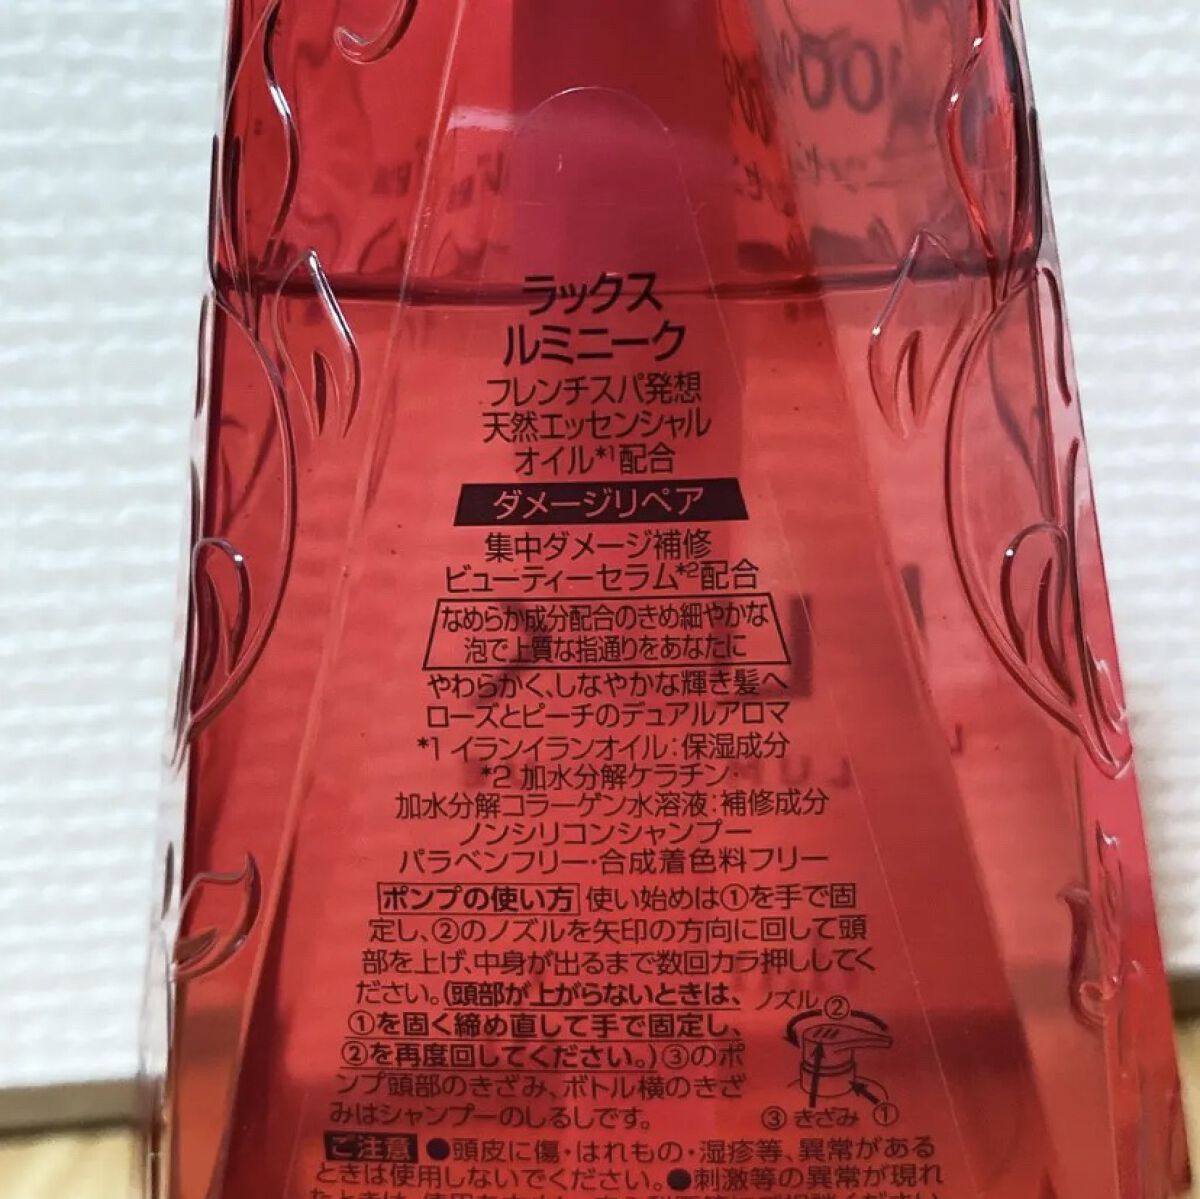 ラックス
ルミニーク
フレンチスパ発想
天然エッセンシャル
オイル*1配合
ダメージリペア
集中ダメージ補修
ビューティーセラム*2配合
なめらか成分配合のきめ細やかな
泡で上質な指通りをあなたに
やわらかく、しなやかな輝き髪へ
ローズとピーチのデュアルアロマ
*1 イランイランオイル:保湿成分
*2 加水分解ケラチン・
加水分解コラーゲン水溶液:補修成分
ノンシリコンシャンプー
パラベンフリー・合成着色料フリー
ポンプの使い方 使い始めは①を手で固
定し、②のノズルを矢印の方向に回して頭
部を上げ、中身が出るまで数回カラ押ししてく
ださい。(頭部が上がらないときは、
①を固く締め直して手で固定し、
②を再度回してください。)③のポ
ンプ頭部のきざみ、ボトル横のきざ
みはシャンプーのしるしです。
ノズル ②
③ きざみ ①
ご注意 ●頭皮に傷・はれもの・湿疹等、異常がある
ときは使用しないでください。●刺激等の異常が現れ